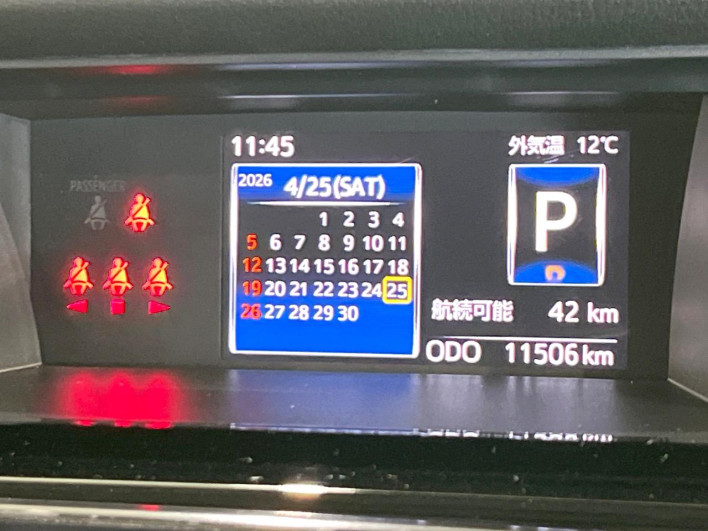 PASSENGER
11:45
外気温 12℃
2026 4/25(SAT)
1 2 3 4
5 6 7 8 9 10 11
12 13 14 15 16 17 18
19 20 21 22 23 24 25
26 27 28 29 30
P
航続可能 42 km
ODO 11506 km